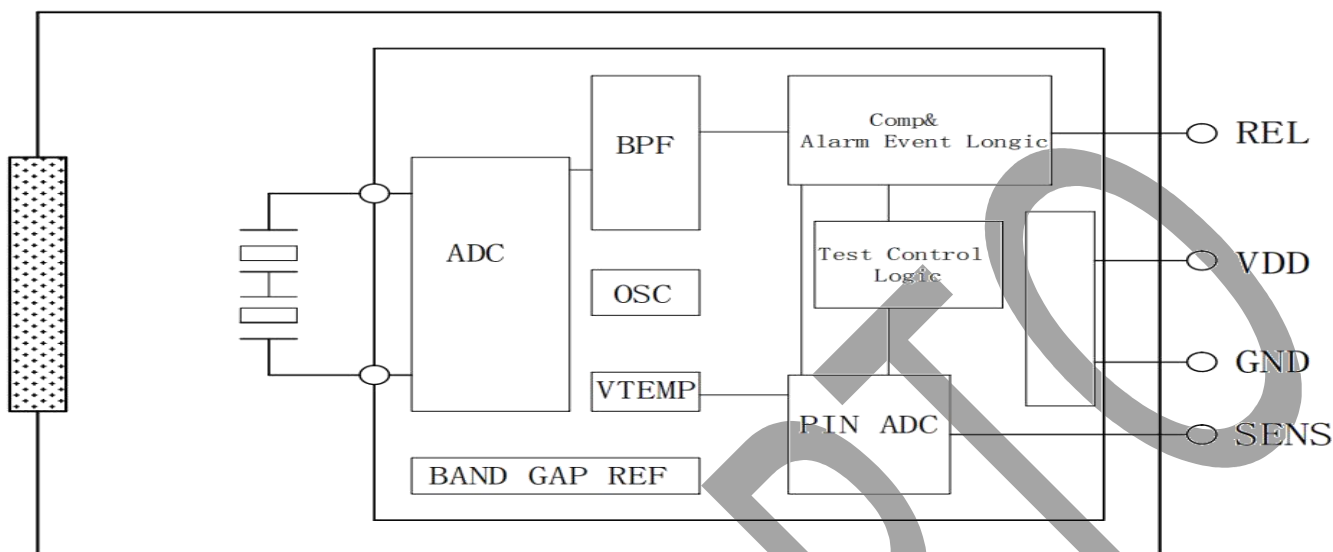 BPF
Comp&
Alarm Event Longic
REL
ADC
Test Control
Logic
VDD
OSC
GND
VTEMP
PIN ADC
SENS
BAND GAP REF